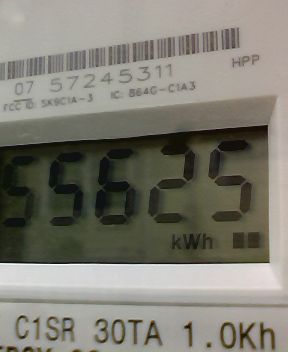 07 57245311
HPP
FCC ID: SK9C1A-3 IC: 864G-C1A3
55625
kWh
C1SR 30TA 1.0Kh